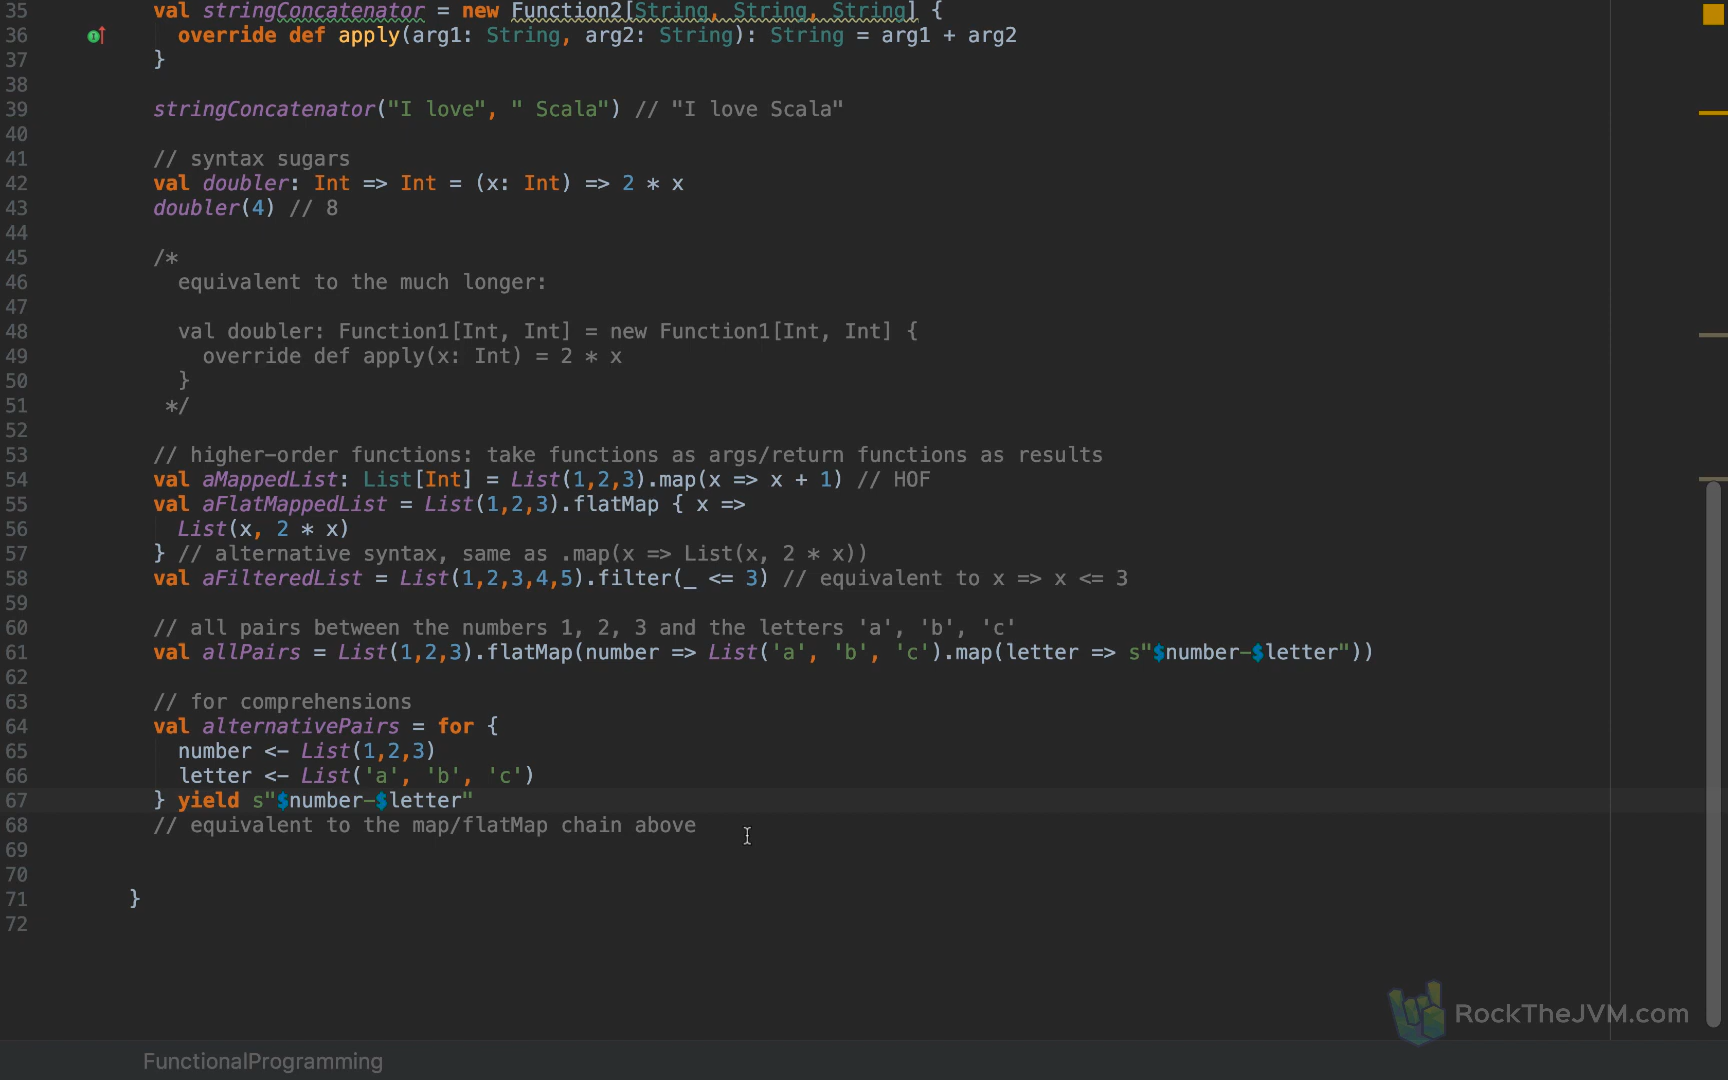 35 val stringConcatenator = new Function2[String, String, String] {
36 override def apply(arg1: String, arg2: String): String = arg1 + arg2
37 }
38
39 stringConcatenator("I love", " Scala") // "I love Scala"
40
41 // syntax sugars
42 val doubler: Int => Int = (x: Int) => 2 * x
43 doubler(4) // 8
44
45 /*
46 equivalent to the much longer:
47
48 val doubler: Function1[Int, Int] = new Function1[Int, Int] {
49 override def apply(x: Int) = 2 * x
50 }
51 */
52
53 // higher-order functions: take functions as args/return functions as results
54 val aMappedList: List[Int] = List(1,2,3).map(x => x + 1) // HOF
55 val aFlatMappedList = List(1,2,3).flatMap { x =>
56 List(x, 2 * x)
57 } // alternative syntax, same as .map(x => List(x, 2 * x))
58 val aFilteredList = List(1,2,3,4,5).filter(_ <= 3) // equivalent to x => x <= 3
59
60 // all pairs between the numbers 1, 2, 3 and the letters 'a', 'b', 'c'
61 val allPairs = List(1,2,3).flatMap(number => List('a', 'b', 'c').map(letter => s"$number-$letter"))
62
63 // for comprehensions
64 val alternativePairs = for {
65 number <- List(1,2,3)
66 letter <- List('a', 'b', 'c')
67 } yield s"$number-$letter"
68 // equivalent to the map/flatMap chain above
69
70
71 }
72
RockTheJVM.com
FunctionalProgramming